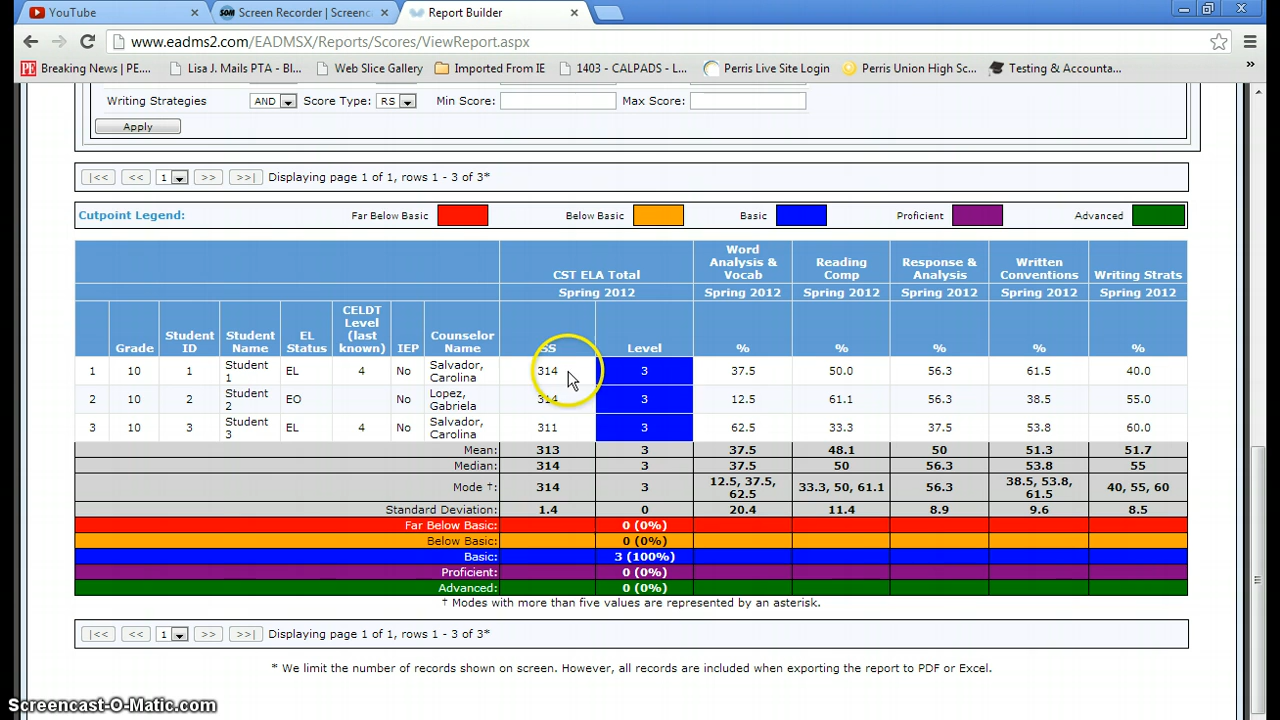 YouTube × Screen Recorder | Screenc × Report Builder ×
www.eadms2.com/EADMSX/Reports/Scores/ViewReport.aspx
PE Breaking News | PE.... Lisa J. Mails PTA - Bl... Web Slice Gallery Imported From IE 1403 - CALPADS - L... Perris Live Site Login Perris Union High Sc... Testing & Accounta... »
Writing Strategies AND Score Type: RS Min Score: Max Score:
Apply
|<< << 1 >> >>| Displaying page 1 of 1, rows 1 - 3 of 3*
Cutpoint Legend: Far Below Basic Below Basic Basic Proficient Advanced
CST ELA Total Word Analysis & Vocab Reading Comp Response & Analysis Written Conventions Writing Strats
Spring 2012 Spring 2012 Spring 2012 Spring 2012 Spring 2012 Spring 2012
Grade Student ID Student Name EL Status CELDT Level (last known) IEP Counselor Name SS Level % % % % %
1 10 1 Student 1 EL 4 No Salvador, Carolina 314 3 37.5 50.0 56.3 61.5 40.0
2 10 2 Student 2 EO No Lopez, Gabriela 314 3 12.5 61.1 56.3 38.5 55.0
3 10 3 Student 3 EL 4 No Salvador, Carolina 311 3 62.5 33.3 37.5 53.8 60.0
Mean: 313 3 37.5 48.1 50 51.3 51.7
Median: 314 3 37.5 50 56.3 53.8 55
Mode †: 314 3 12.5, 37.5, 62.5 33.3, 50, 61.1 56.3 38.5, 53.8, 61.5 40, 55, 60
Standard Deviation: 1.4 0 20.4 11.4 8.9 9.6 8.5
Far Below Basic: 0 (0%)
Below Basic: 0 (0%)
Basic: 3 (100%)
Proficient: 0 (0%)
Advanced: 0 (0%)
† Modes with more than five values are represented by an asterisk.
|<< << 1 >> >>| Displaying page 1 of 1, rows 1 - 3 of 3*
* We limit the number of records shown on screen. However, all records are included when exporting the report to PDF or Excel.
Screencast-O-Matic.com